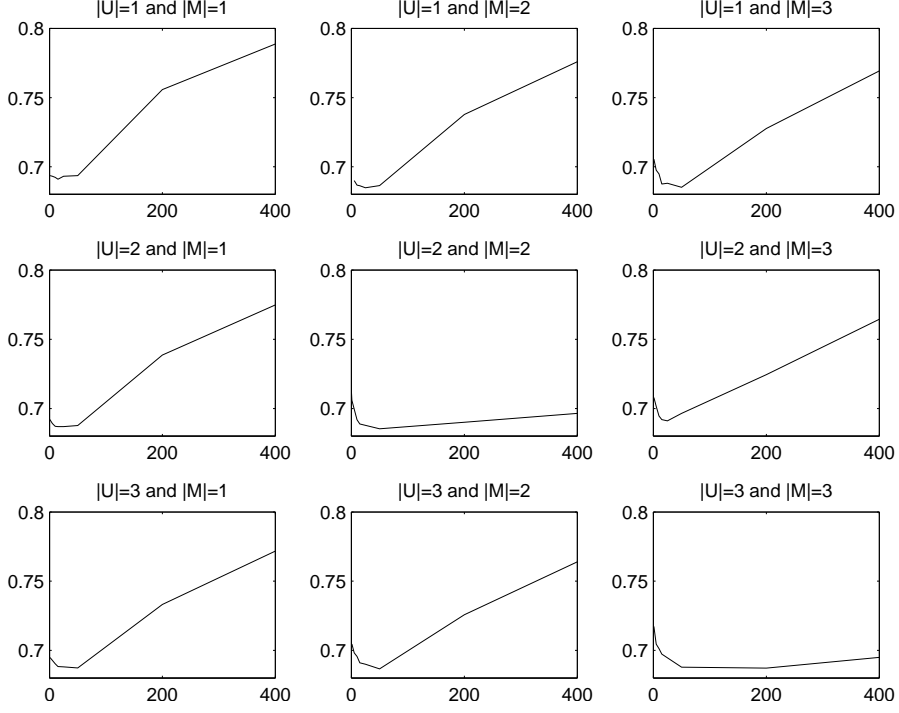 |U|=1 and |M|=1
|U|=1 and |M|=2
|U|=1 and |M|=3
0.8
0.75
0.7
0 200 400
0.8
0.75
0.7
0 200 400
0.8
0.75
0.7
0 200 400
|U|=2 and |M|=1
|U|=2 and |M|=2
|U|=2 and |M|=3
0.8
0.75
0.7
0 200 400
0.8
0.75
0.7
0 200 400
0.8
0.75
0.7
0 200 400
|U|=3 and |M|=1
|U|=3 and |M|=2
|U|=3 and |M|=3
0.8
0.75
0.7
0 200 400
0.8
0.75
0.7
0 200 400
0.8
0.75
0.7
0 200 400